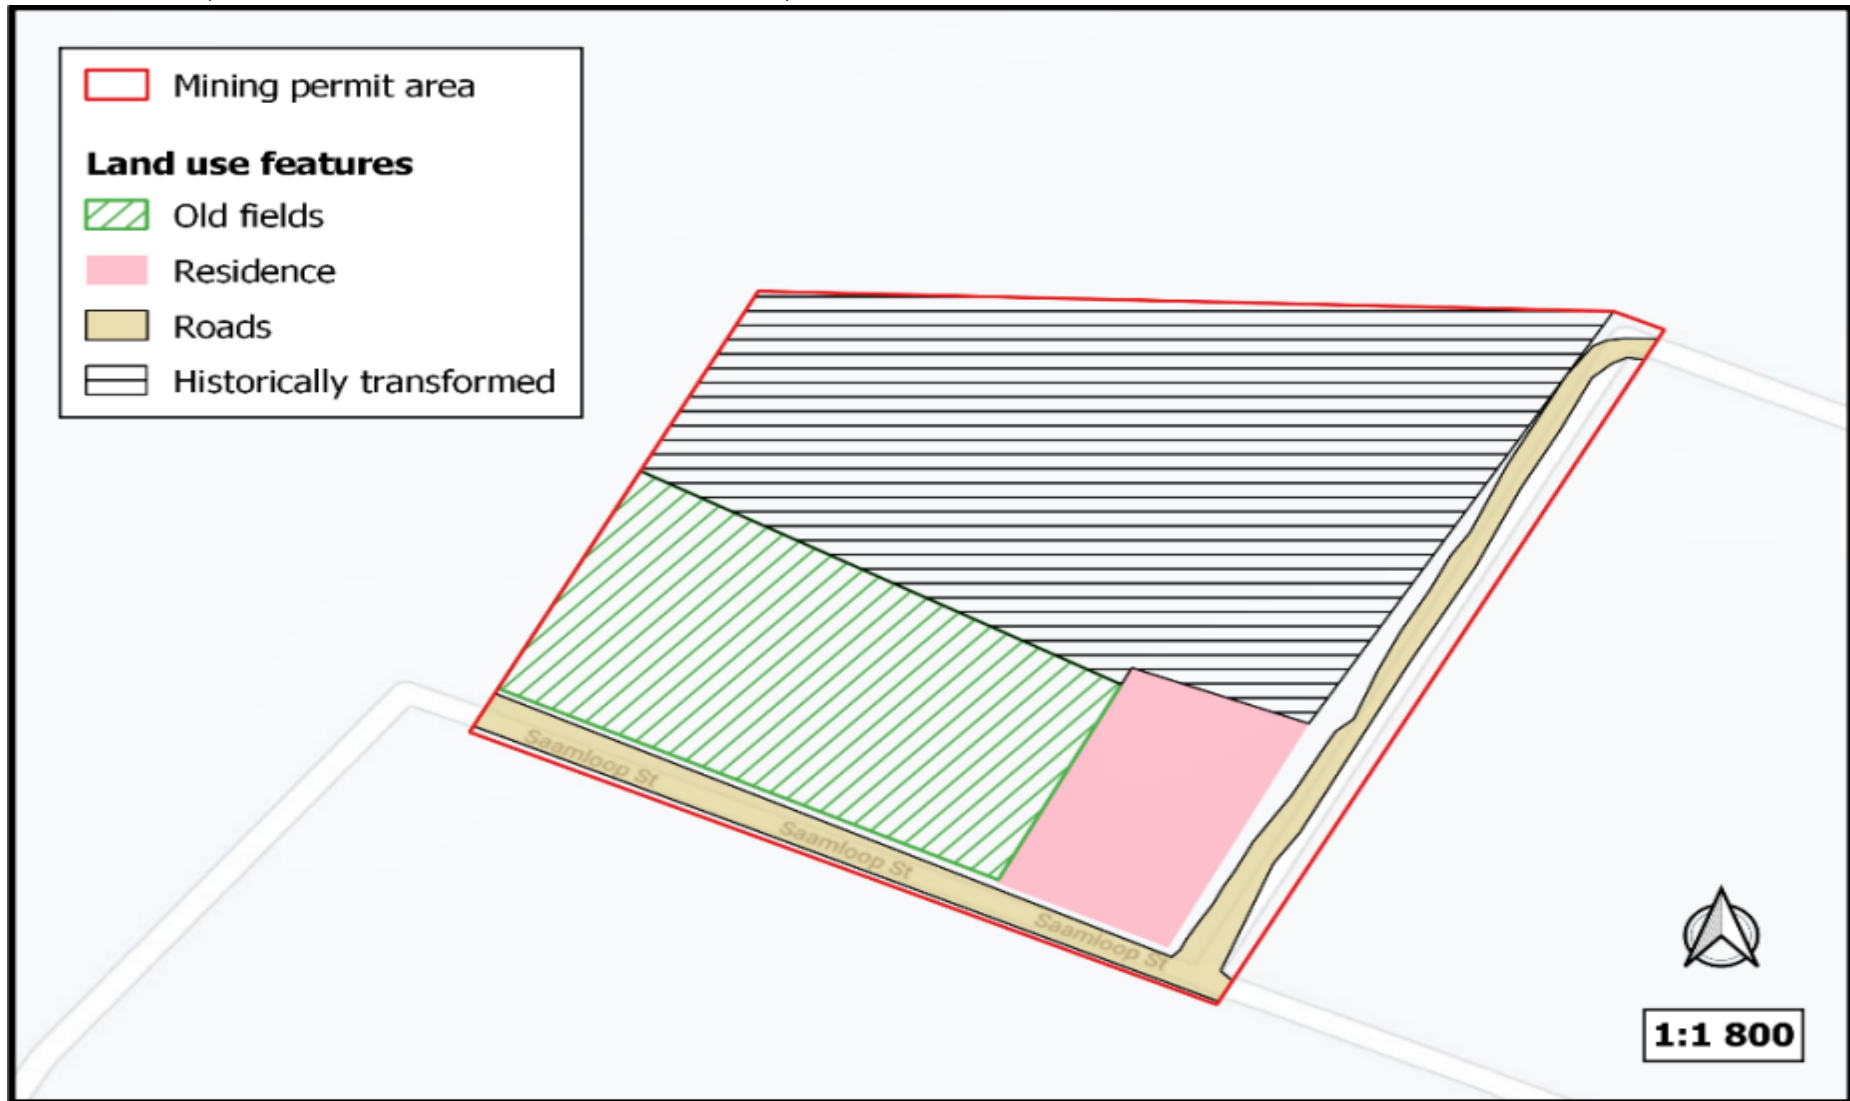 Mining permit area
Land use features
Old fields
Residence
Roads
Historically transformed
Saamloop St
Saamloop St
Saamloop St
1:1 800